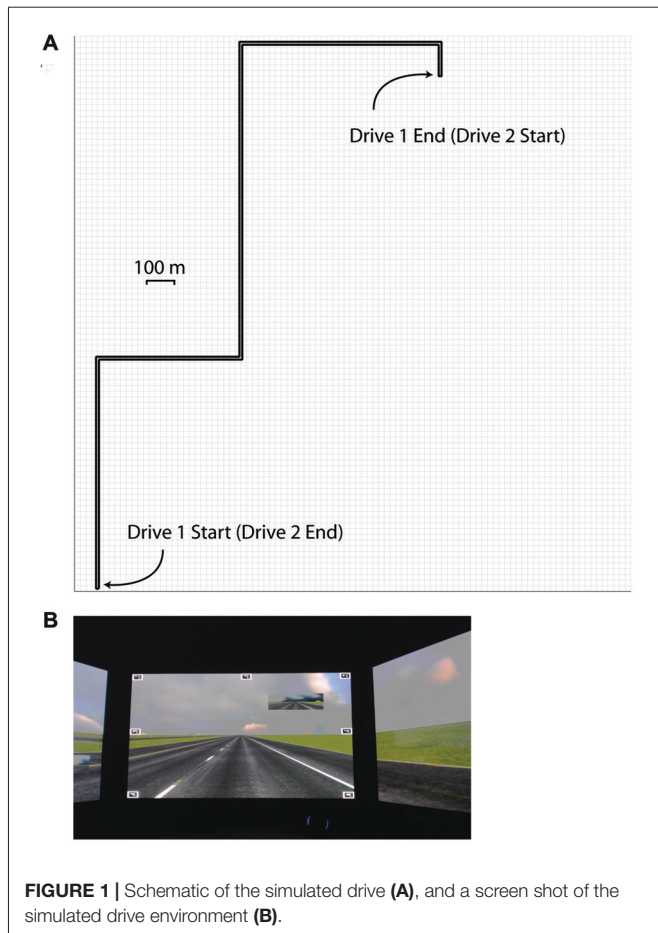 A
Drive 1 End (Drive 2 Start)
100 m
Drive 1 Start (Drive 2 End)
B
FIGURE 1 | Schematic of the simulated drive (A), and a screen shot of the
simulated drive environment (B).